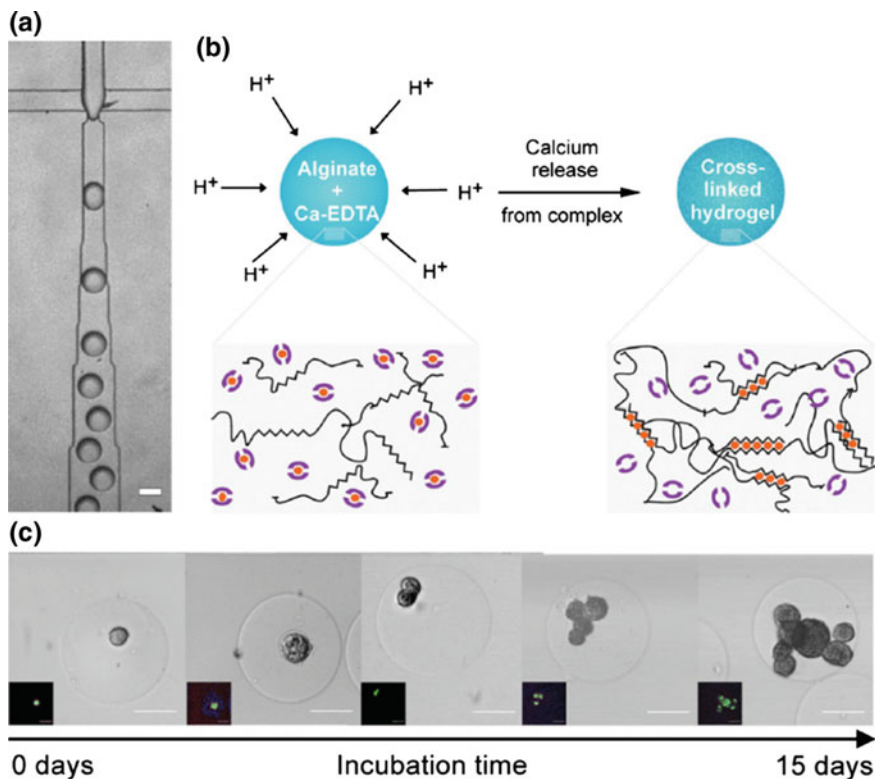 (a)
(b)
H+
H+
H+
H+
H+
H+
Alginate
+
Ca-EDTA
Calcium
release
from complex
Cross-
linked
hydrogel
(c)
0 days
Incubation time
15 days